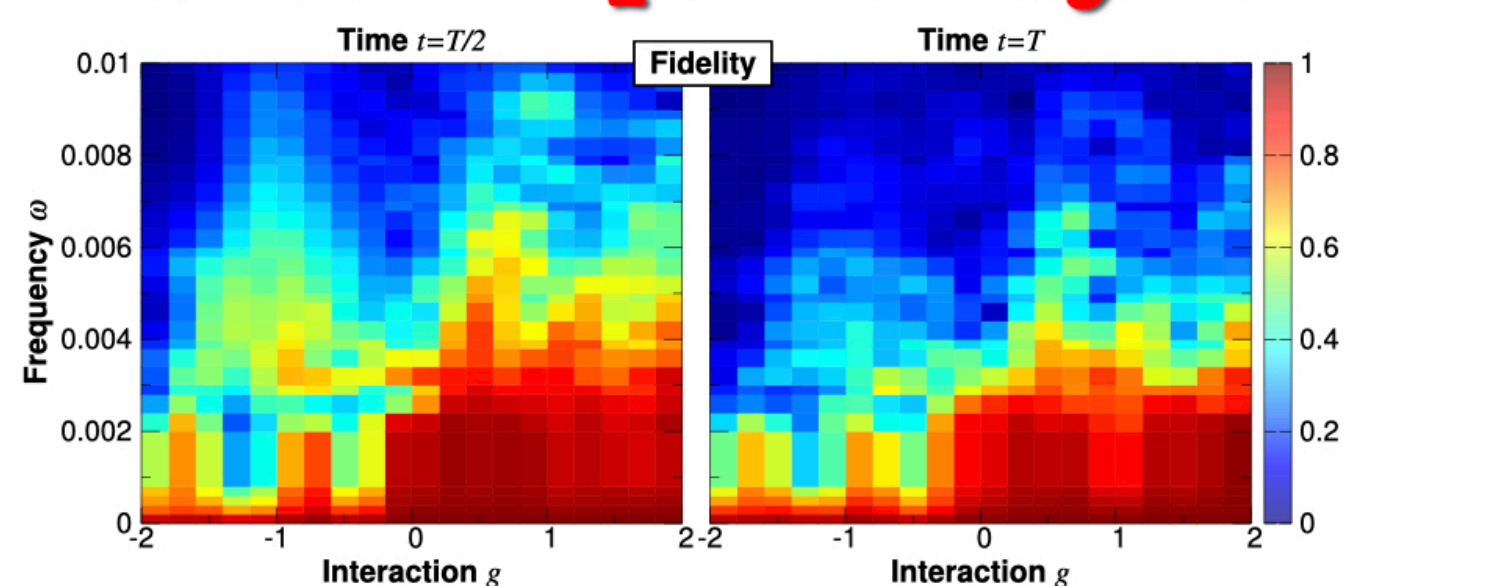 Time t=T/2
Time t=T
Fidelity
0.01
0.008
0.006
0.004
0.002
0
Frequency ω
1
0.8
0.6
0.4
0.2
0
-2 -1 0 1 2 -2 -1 0 1 2
Interaction g
Interaction g